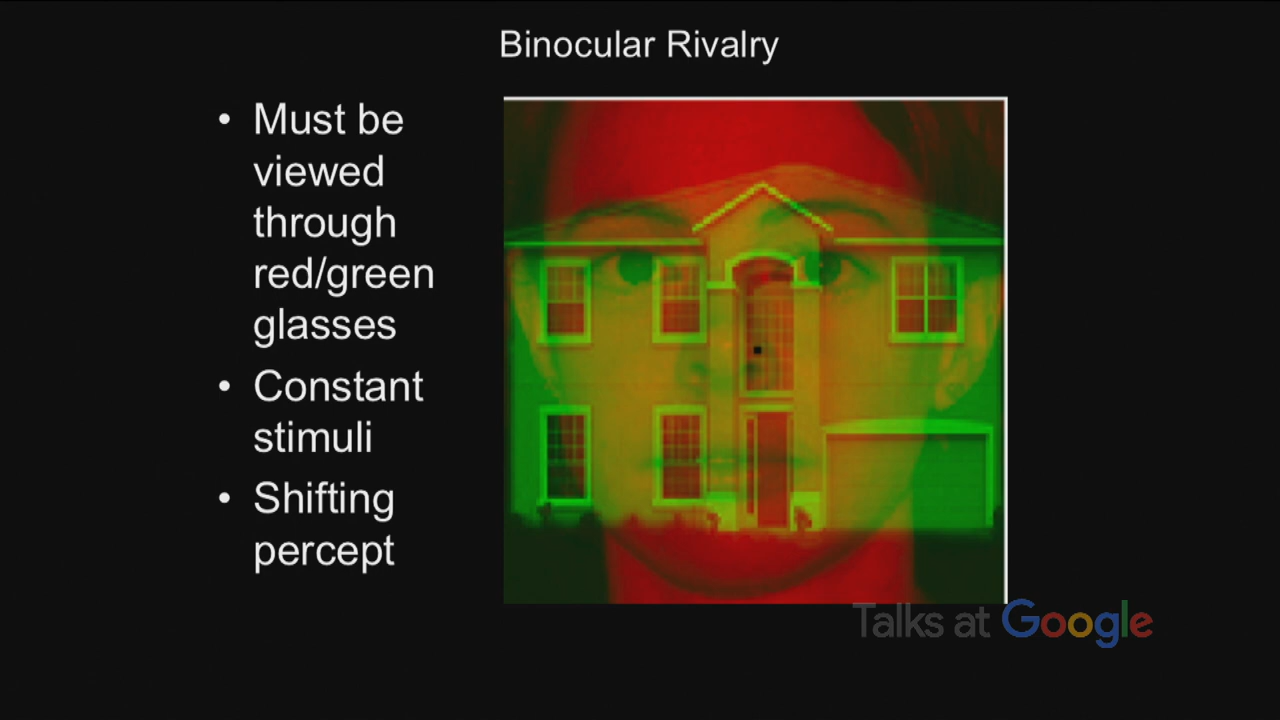 Binocular Rivalry
• Must be
viewed
through
red/green
glasses
• Constant
stimuli
• Shifting
percept
Talks at Google